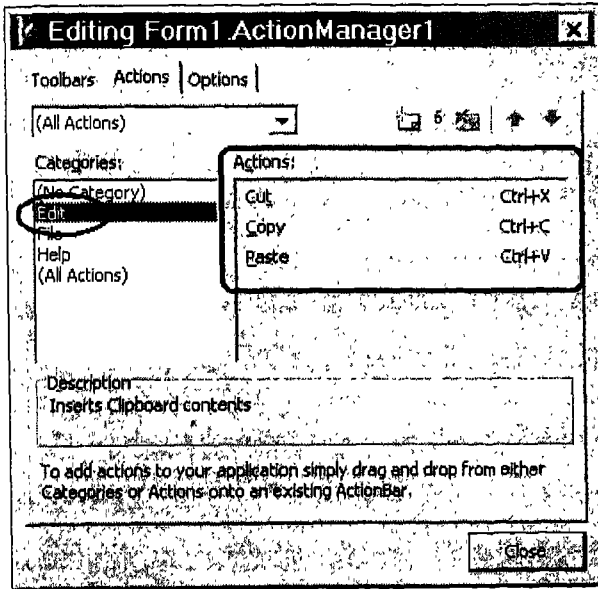 Editing Form1.ActionManager1
Toolbars Actions Options
(All Actions)
Categories: Actions:
(No Category)
Edit
File
Help
(All Actions)
Cut Ctrl+X
Copy Ctrl+C
Paste Ctrl+V
Description
Inserts Clipboard contents
To add actions to your application simply drag and drop from either
Categories or Actions onto an existing ActionBar.
Close